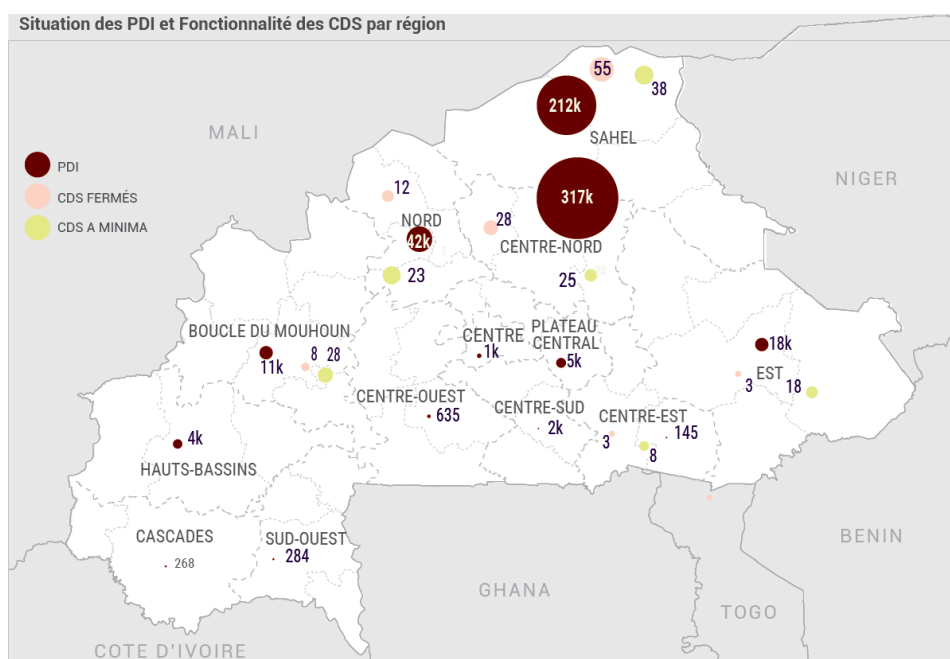 Situation des PDI et Fonctionnalité des CDS par région
MALI
NIGER
PDI
CDS FERMÉS
CDS A MINIMA
55
38
212k
SAHEL
12
317k
NORD
42k
28
CENTRE-NORD
23
25
BOUCLE DU MOUHOUN
11k
8
28
CENTRE
1k
PLATEAU
CENTRAL
5k
18k
EST
3
18
CENTRE-OUEST
635
CENTRE-SUD
2k
CENTRE-EST
3
145
8
4k
HAUTS-BASSINS
CASCADES
268
SUD-OUEST
284
BENIN
GHANA
TOGO
COTE D'IVOIRE